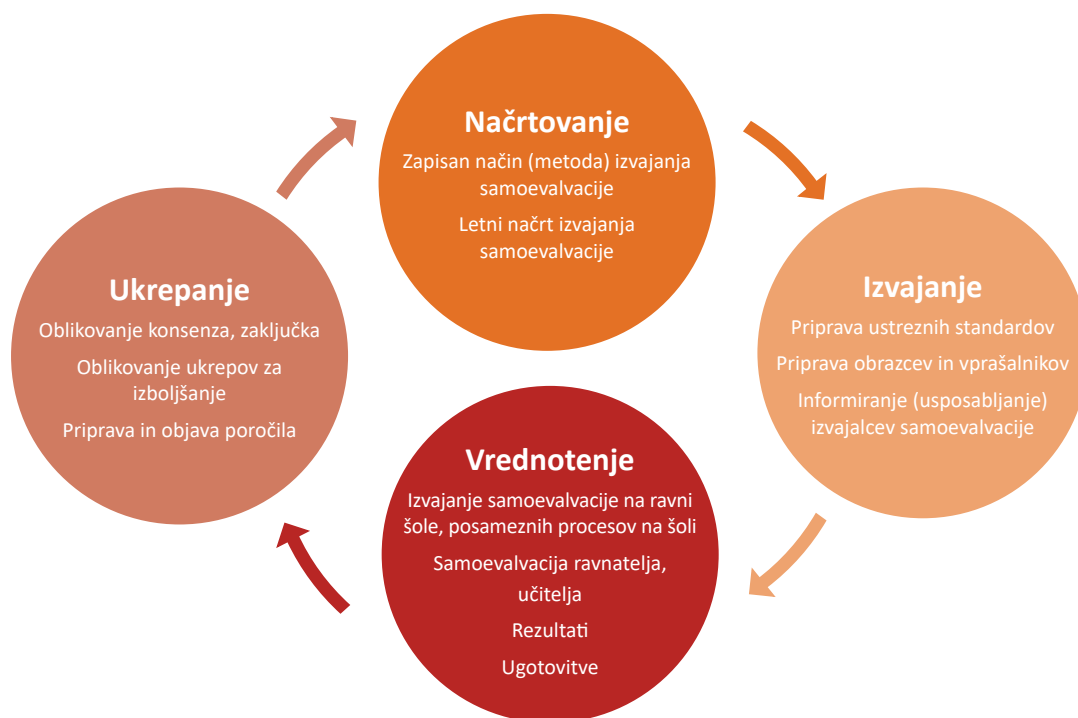 Načrtovanje
Zapisan način (metoda) izvajanja
samoevalvacije
Letni načrt izvajanja
samoevalvacije
Izvajanje
Priprava ustreznih standardov
Priprava obrazcev in vprašalnikov
Informiranje (usposabljanje)
izvajalcev samoevalvacije
Vrednotenje
Izvajanje samoevalvacije na ravni
šole, posameznih procesov na šoli
Samoevalvacija ravnatelja,
učitelja
Rezultati
Ugotovitve
Ukrepanje
Oblikovanje konsenza, zaključka
Oblikovanje ukrepov za
izboljšanje
Priprava in objava poročila